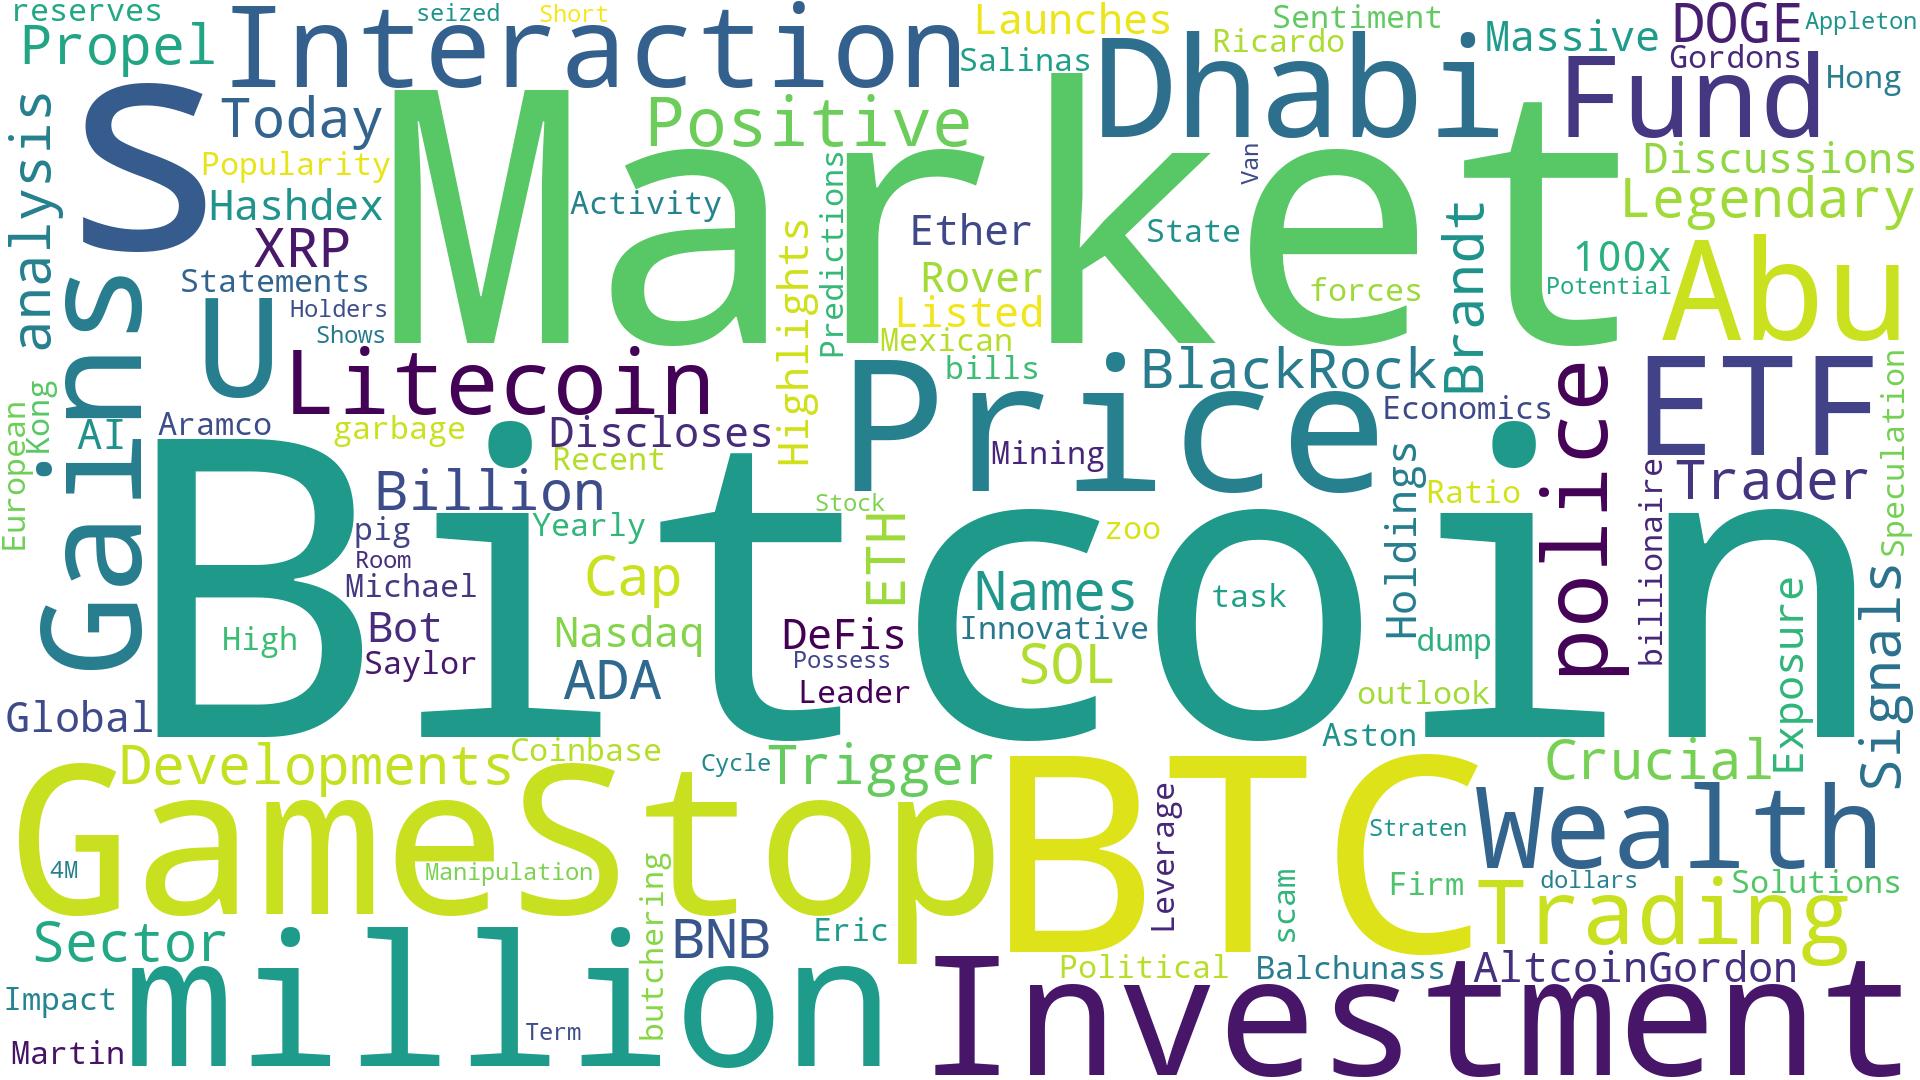 reserves
seized
Short
Propel
Interaction
Launches
Salinas
Sentiment
Ricardo
Massive
DOGE
Appleton
Gordons
Hong
Dhabi
Fund
S
Today
Popularity
Hashdex
XRP
Statements
Holders
Shows
U
Positive
Market
Activity
Predictions
Highlights
Ether
Rover
Listed
Mexican
bills
State
Van
forces
Brandt
Discussions
Legendary
100x
Potential
Abu
analysis
Gains
European
Kong
AI
Aramco
Litecoin
garbage
Discloses
Recent
Billion
Price
BlackRock
Mining
Economics
Ratio
Holdings
police
ETF
Trader
billionaire
Speculation
Stock
pig
Room
Michael
Bot
Saylor
High
Yearly
Cap
Nasdaq
ADA
ETH
DeFis
Possess
Leader
zoo
Names
Innovative
SOL
task
dump
outlook
Bitcoin
Exposure
Signals
Global
Developments
Coinbase
Cycle
Trigger
Aston
Crucial
GameStop
4M
Manipulation
BTC
Leverage
scam
Straten
Wealth
Firm
dollars
Solutions
Trading
Sector
butchering
BNB
Eric
Political
Balchunass
AltcoinGordon
Impact
million
Term
Martin
Investment